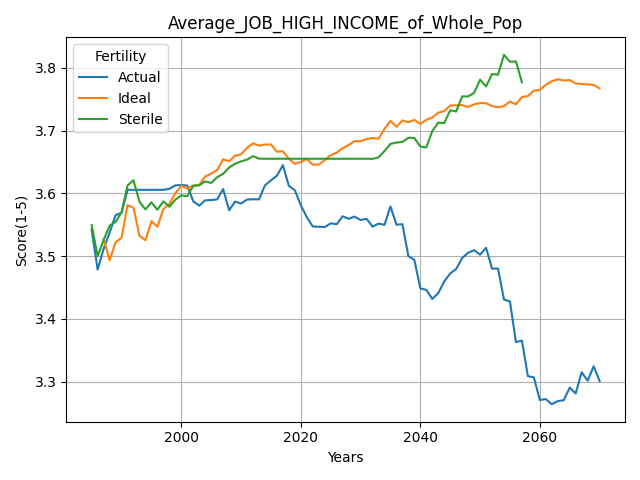 Average_JOB_HIGH_INCOME_of_Whole_Pop
Fertility
Actual
Ideal
Sterile
Score(1-5)
3.8
3.7
3.6
3.5
3.4
3.3
2000
2020
2040
2060
Years